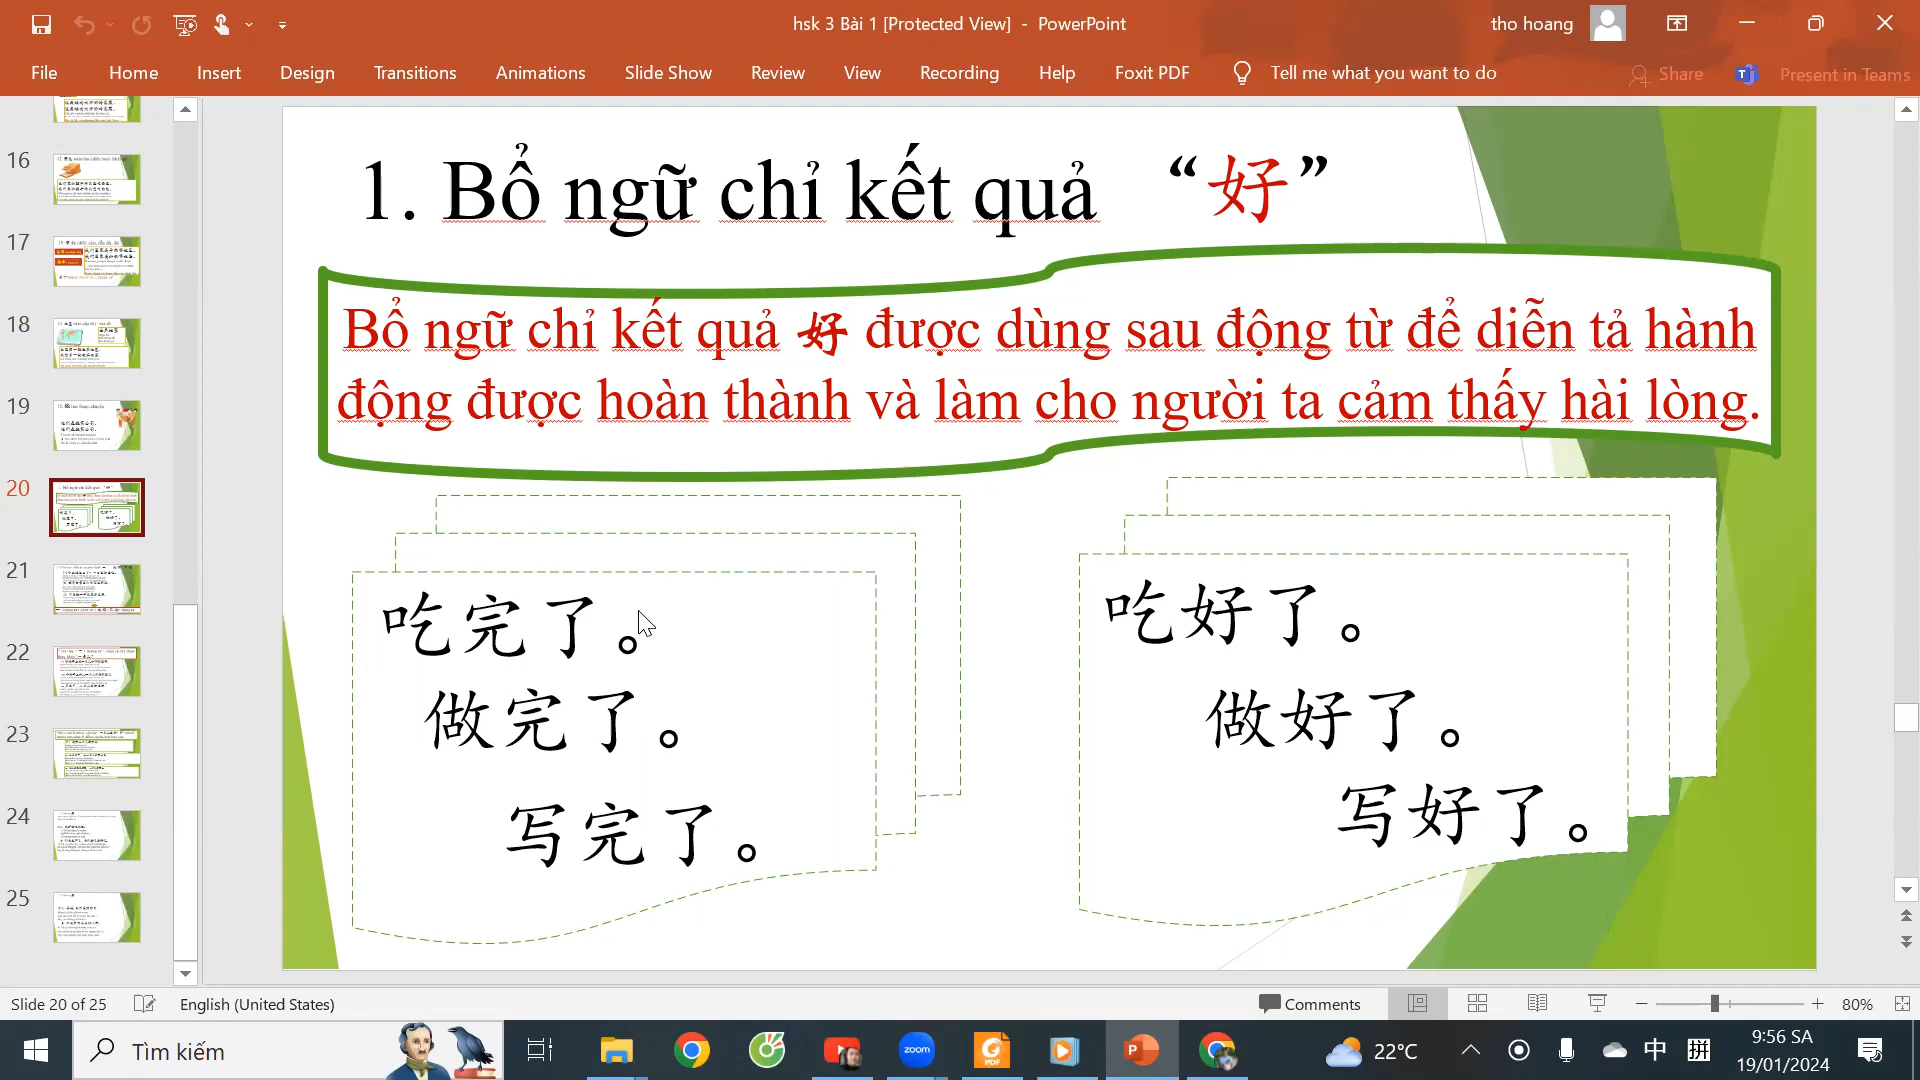 hsk 3 Bài 1 [Protected View] - PowerPoint
tho hoang
File Home Insert Design Transitions Animations Slide Show Review View Recording Help Foxit PDF Tell me what you want to do Share Present in Teams
16
17
18
19
20
21
22
23
24
25
1. Bổ ngữ chỉ kết quả “好”
Bổ ngữ chỉ kết quả 好 được dùng sau động từ để diễn tả hành
động được hoàn thành và làm cho người ta cảm thấy hài lòng.
吃完了。
做完了。
写完了。
吃好了。
做好了。
写好了。
Slide 20 of 25 English (United States) Comments 80%
Tìm kiếm
zoom
PDF
22°C
中
拼
9:56 SA
19/01/2024